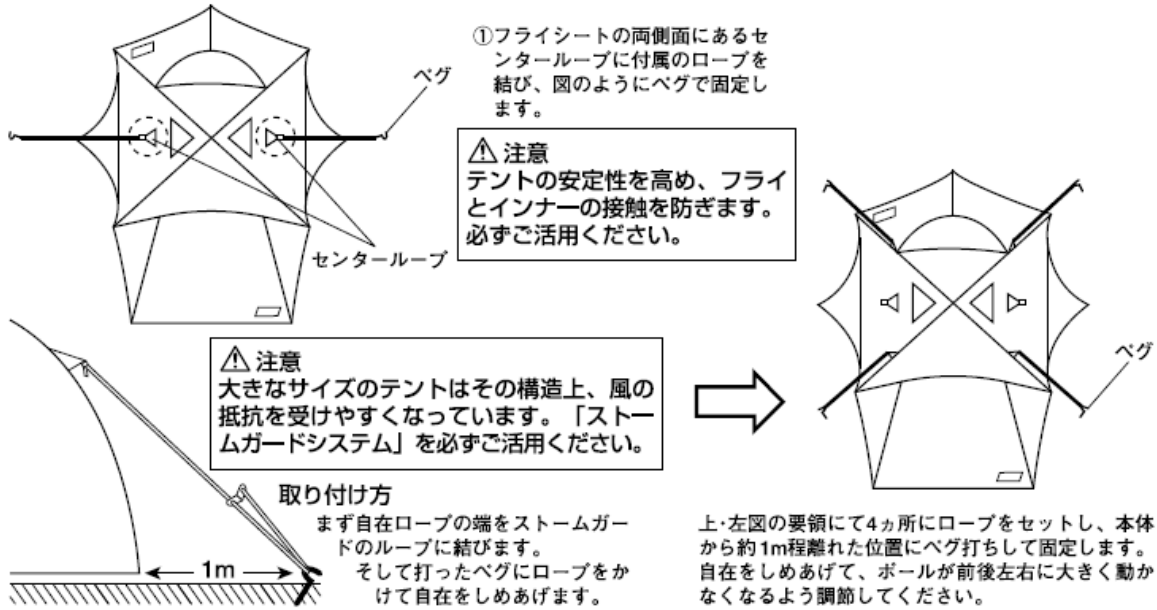 ①フライシートの両側面にあるセ
ンターループに付属のロープを
結び、図のようにペグで固定し
ます。
ペグ
⚠ 注意
テントの安定性を高め、フライ
とインナーの接触を防ぎます。
必ずご活用ください。
センターループ
⚠ 注意
大きなサイズのテントはその構造上、風の
抵抗を受けやすくなっています。「ストー
ムガードシステム」を必ずご活用ください。
取り付け方
まず自在ロープの端をストームガー
ドのループに結びます。
そして打ったペグにロープをか
けて自在をしめあげます。
1m
ペグ
上・左図の要領にて4ヵ所にロープをセットし、本体
から約1m程離れた位置にペグ打ちして固定します。
自在をしめあげて、ポールが前後左右に大きく動か
なくなるよう調節してください。